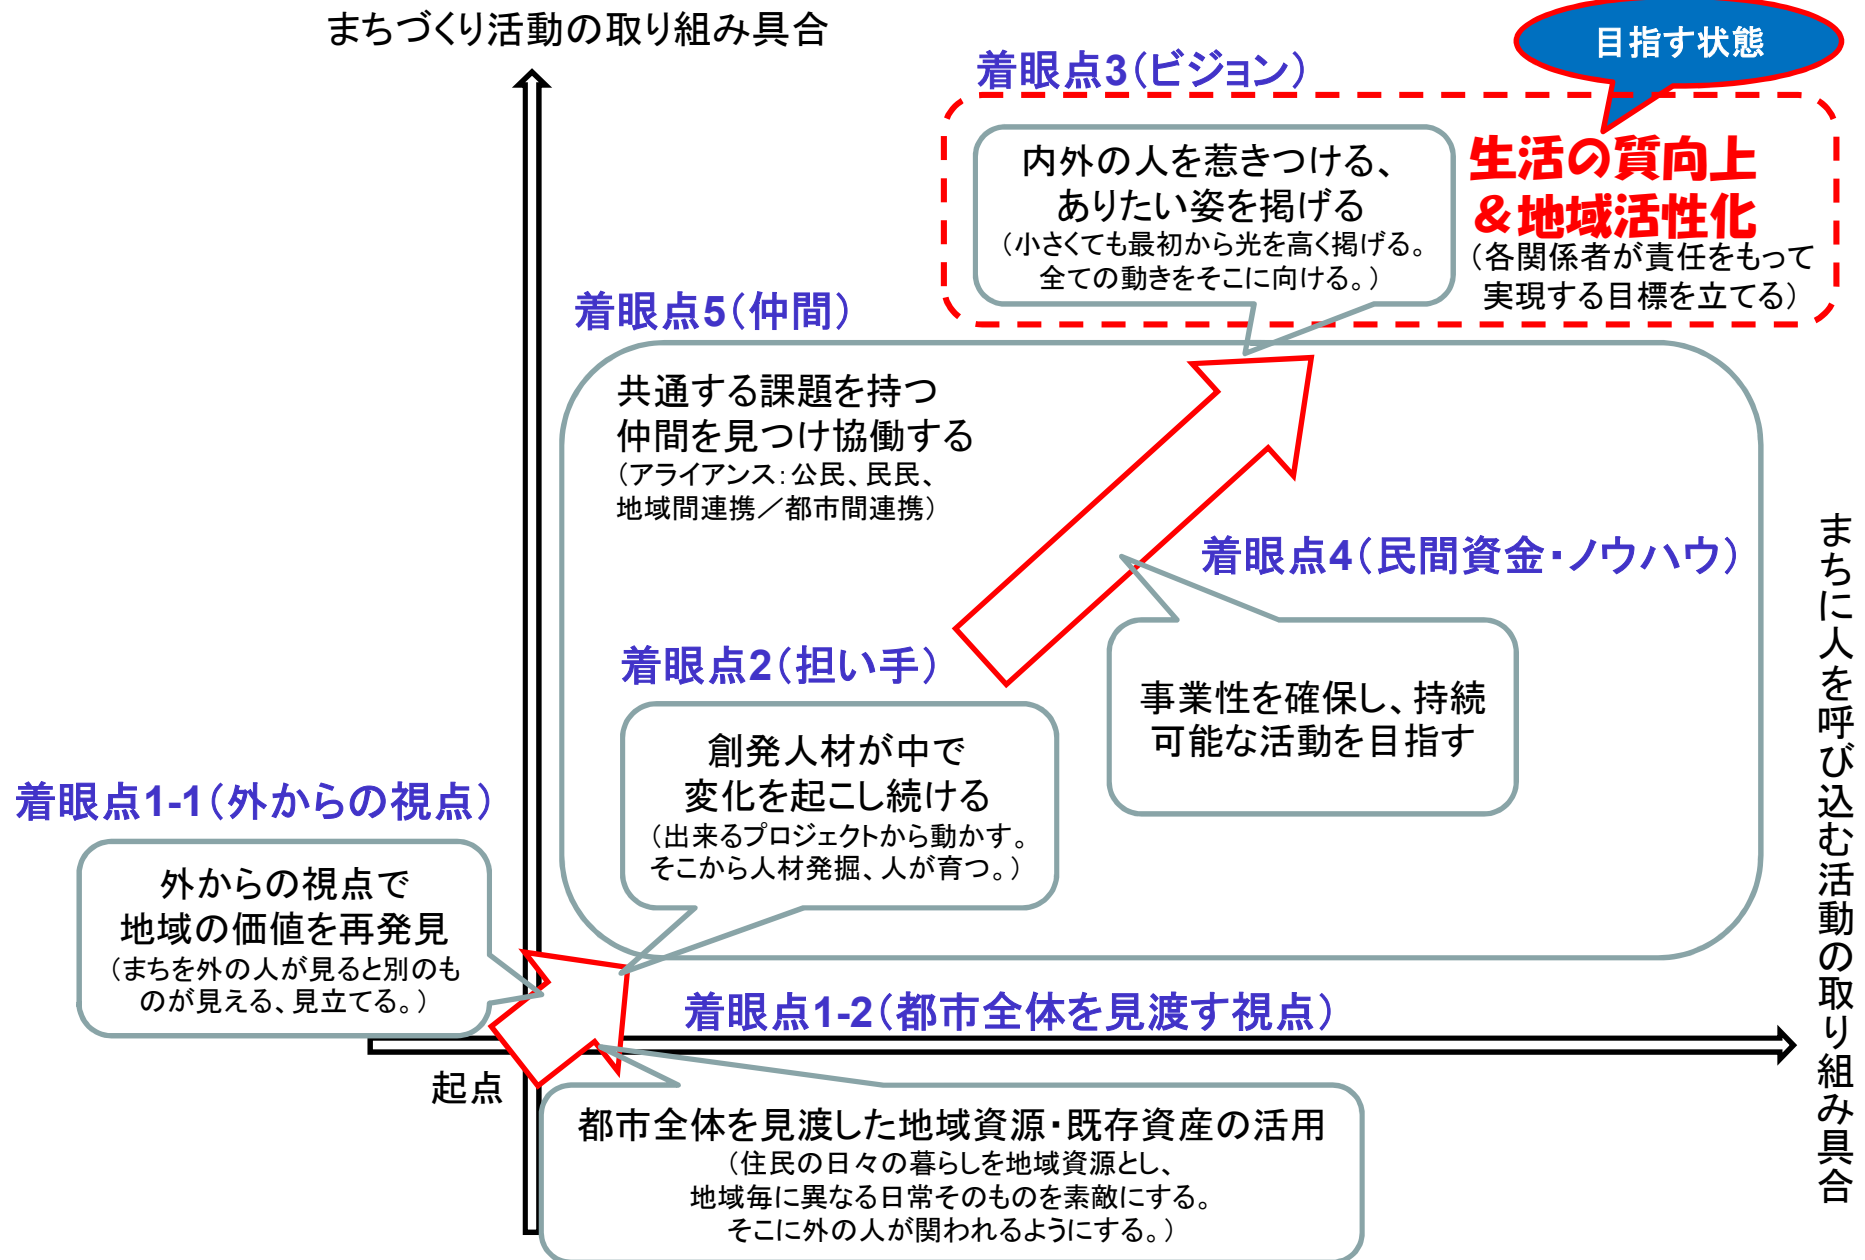 まちづくり活動の取り組み具合
目指す状態
着眼点3（ビジョン）
内外の人を惹きつける、
ありたい姿を掲げる
（小さくても最初から光を高く掲げる。
全ての動きをそこに向ける。）
生活の質向上
＆地域活性化
（各関係者が責任をもって
実現する目標を立てる）
着眼点5（仲間）
共通する課題を持つ
仲間を見つけ協働する
（アライアンス：公民、民民、
地域間連携／都市間連携）
着眼点4（民間資金・ノウハウ）
事業性を確保し、持続
可能な活動を目指す
着眼点2（担い手）
創発人材が中で
変化を起こし続ける
（出来るプロジェクトから動かす。
そこから人材発掘、人が育つ。）
着眼点1-1（外からの視点）
外からの視点で
地域の価値を再発見
（まちを外の人が見ると別のも
のが見える、見立てる。）
着眼点1-2（都市全体を見渡す視点）
起点
都市全体を見渡した地域資源・既存資産の活用
（住民の日々の暮らしを地域資源とし、
地域毎に異なる日常そのものを素敵にする。
そこに外の人が関われるようにする。）
まちに人を呼び込む活動の取り組み具合